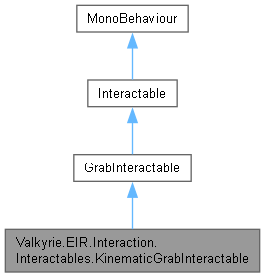 MonoBehaviour
Interactable
GrabInteractable
Valkyrie.EIR.Interaction.
Interactables.KinematicGrabInteractable